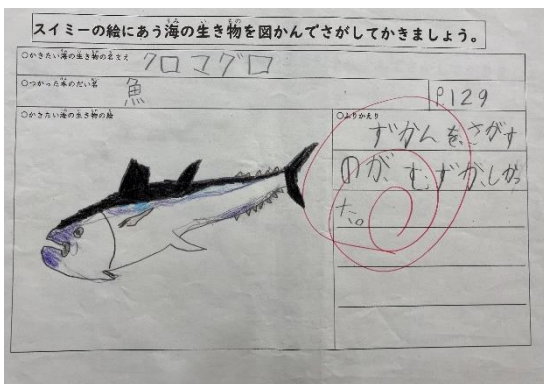 スイミーの絵にあう海の生き物を図かんでさがしてかきましょう。
○かきたい海の生き物の名まえ クロマグロ
○つかった本のだい名 魚 P.129
○かきたい海の生き物の絵
○ふりかえり
ずかんを、さがす
のが、むずかしかっ
た。